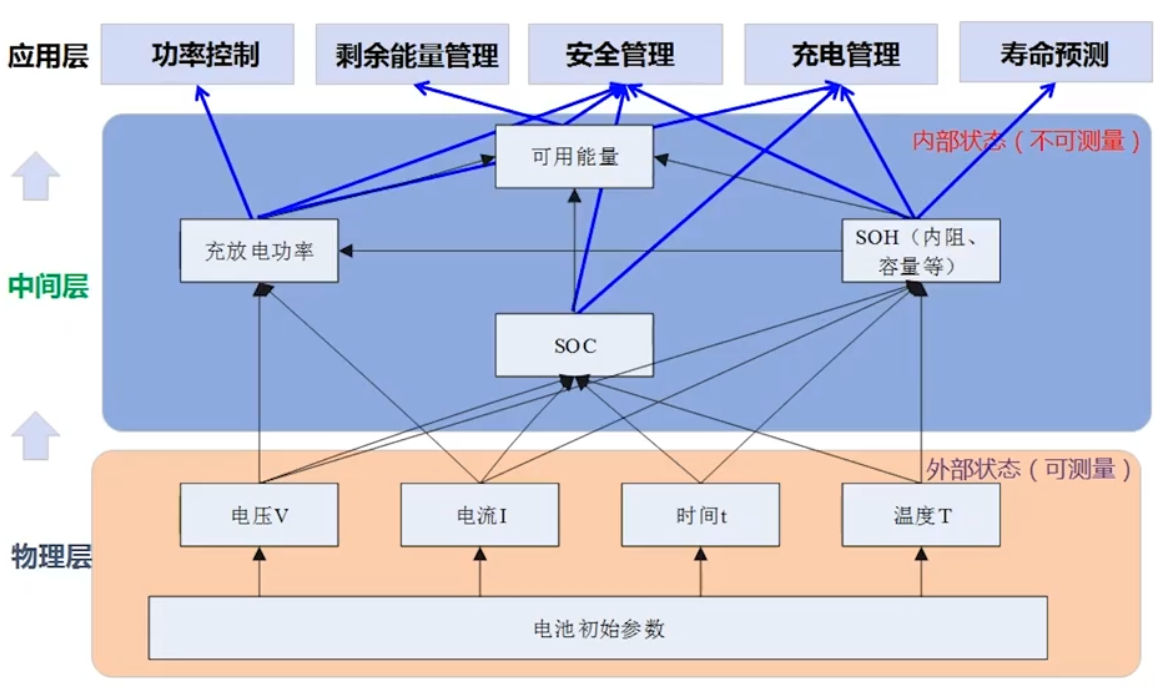 应用层
功率控制
剩余能量管理
安全管理
充电管理
寿命预测
内部状态（不可测量）
可用能量
充放电功率
SOH（内阻、
容量等）
中间层
SOC
外部状态（可测量）
电压V
电流I
时间t
温度T
物理层
电池初始参数